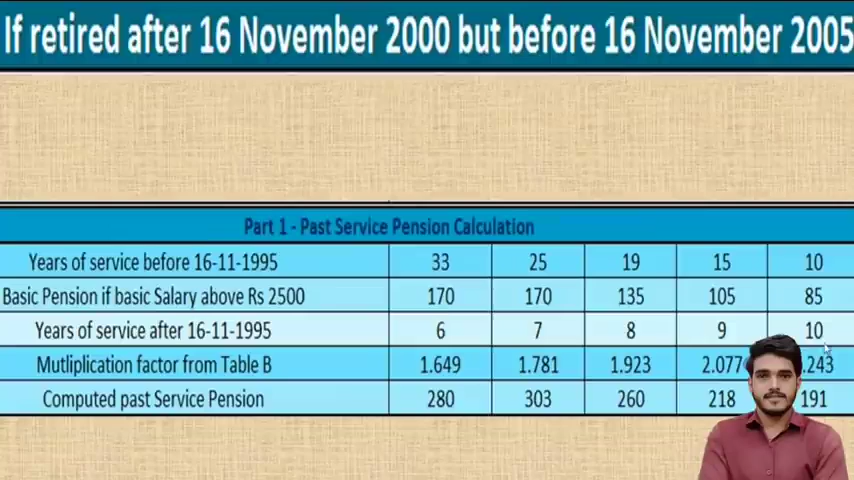 If retired after 16 November 2000 but before 16 November 2005
Part 1 - Past Service Pension Calculation
Years of service before 16-11-1995 33 25 19 15 10
Basic Pension if basic Salary above Rs 2500 170 170 135 105 85
Years of service after 16-11-1995 6 7 8 9 10
Mutliplication factor from Table B 1.649 1.781 1.923 2.077 .243
Computed past Service Pension 280 303 260 218 191